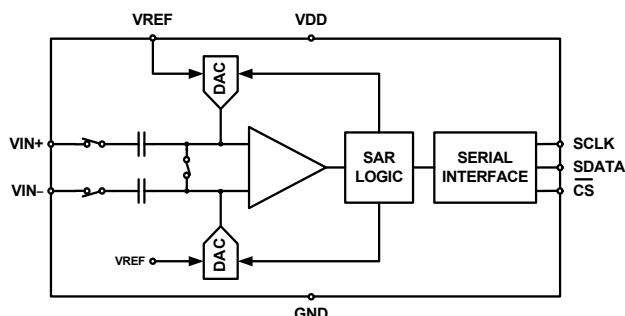 VREF
VDD
DAC
VIN+
VIN–
SAR
LOGIC
SERIAL
INTERFACE
SCLK
SDATA
CS
VREF
DAC
GND